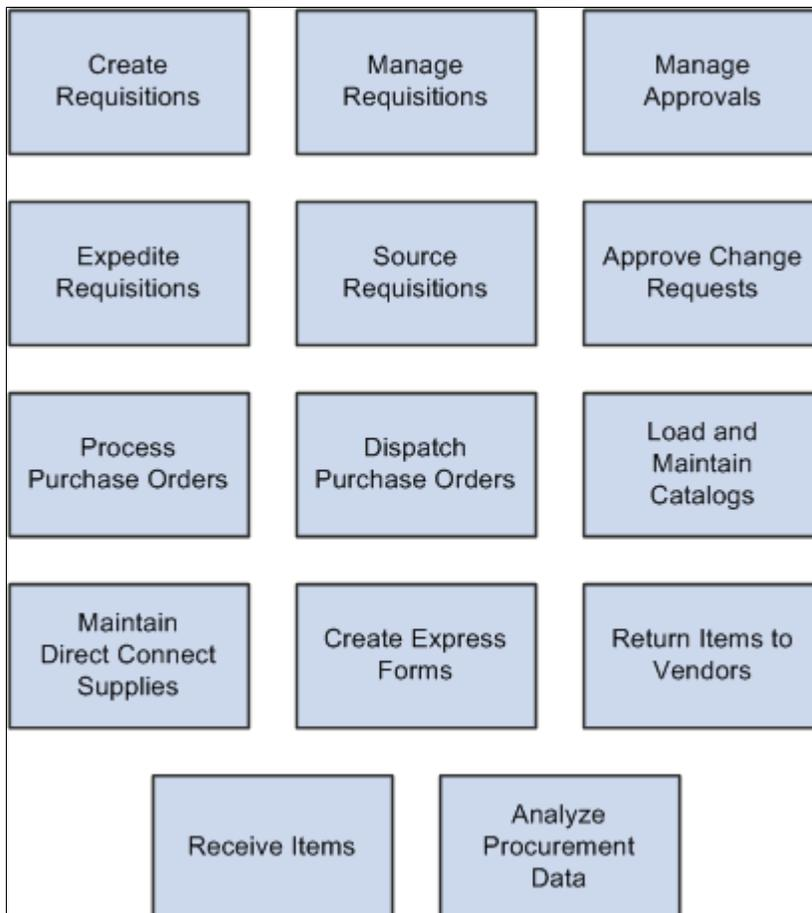 Create
Requisitions
Manage
Requisitions
Manage
Approvals
Expedite
Requisitions
Source
Requisitions
Approve Change
Requests
Process
Purchase Orders
Dispatch
Purchase Orders
Load and
Maintain
Catalogs
Maintain
Direct Connect
Supplies
Create Express
Forms
Return Items to
Vendors
Receive Items
Analyze
Procurement
Data